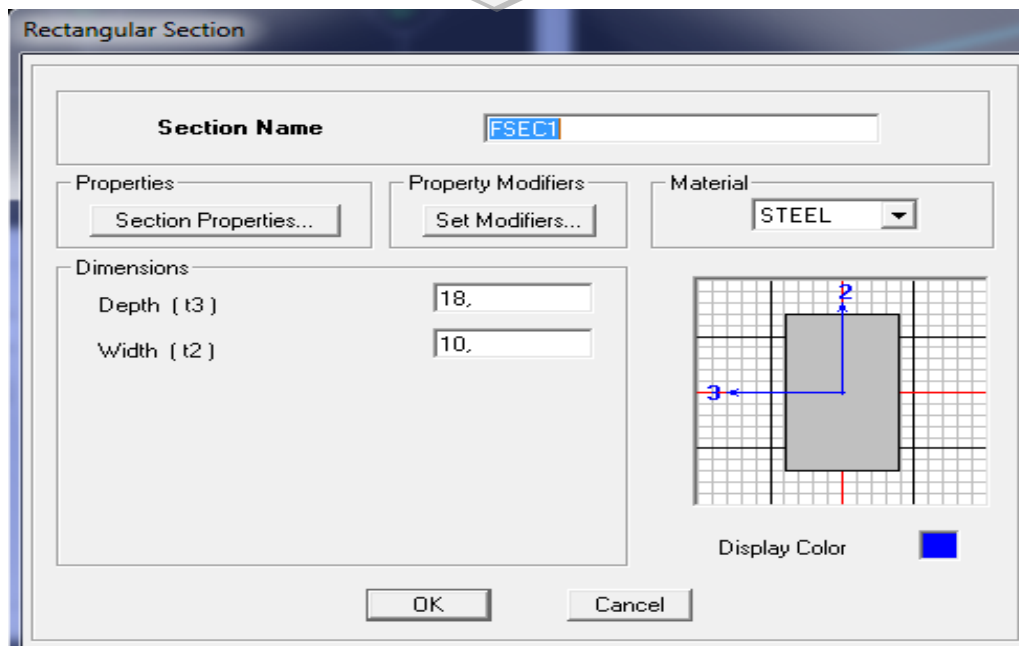 Rectangular Section
Section Name FSEC1
Properties Property Modifiers Material
Section Properties... Set Modifiers... STEEL
Dimensions
Depth ( t3 ) 18,
Width ( t2 ) 10,
2
3
Display Color
OK Cancel